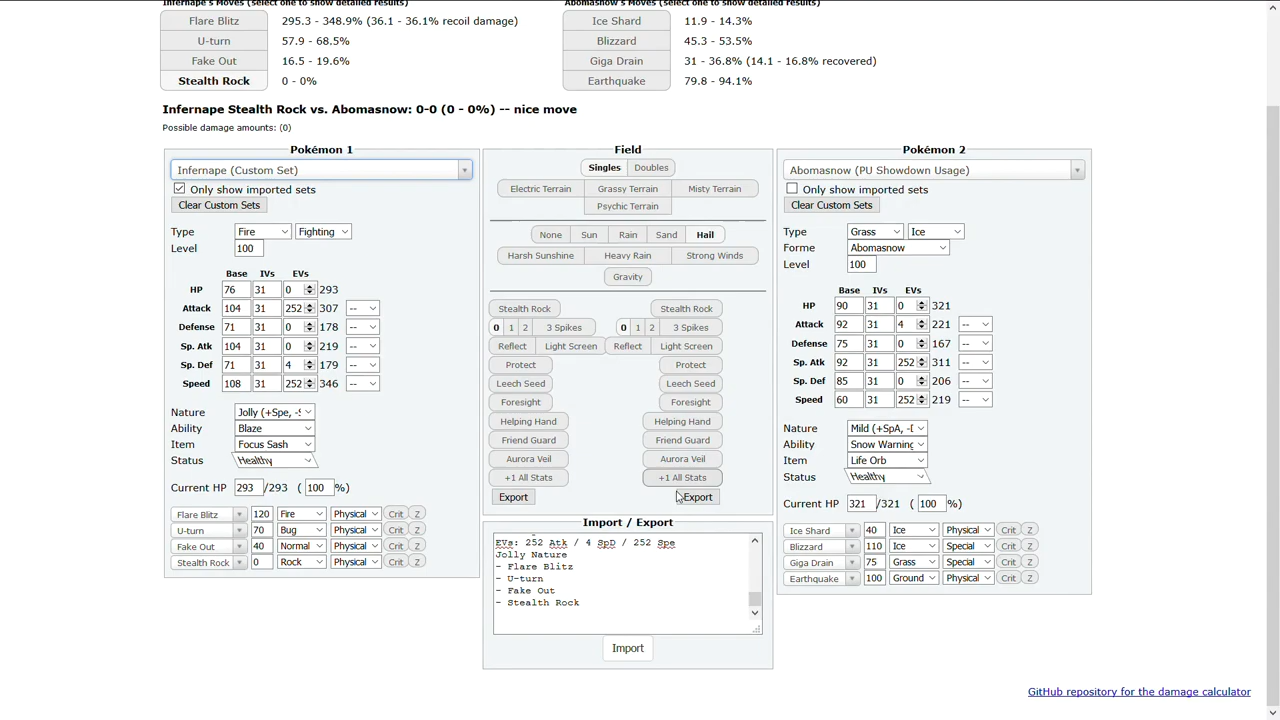 Infernape's Moves (select one to show detailed results)
Abomasnow's Moves (select one to show detailed results)
Flare Blitz 295.3 - 348.9% (36.1 - 36.1% recoil damage)
Ice Shard 11.9 - 14.3%
U-turn 57.9 - 68.5%
Blizzard 45.3 - 53.5%
Fake Out 16.5 - 19.6%
Giga Drain 31 - 36.8% (14.1 - 16.8% recovered)
Stealth Rock 0 - 0%
Earthquake 79.8 - 94.1%
Infernape Stealth Rock vs. Abomasnow: 0-0 (0 - 0%) -- nice move
Possible damage amounts: (0)
Pokémon 1
Infernape (Custom Set)
Only show imported sets
Clear Custom Sets
Type Fire Fighting
Level 100
Base IVs EVs
HP 76 31 0 293
Attack 104 31 252 307 --
Defense 71 31 0 178 --
Sp. Atk 104 31 0 219 --
Sp. Def 71 31 4 179 --
Speed 108 31 252 346 --
Nature Jolly (+Spe, -S
Ability Blaze
Item Focus Sash
Status Healthy
Current HP 293 /293 ( 100 %)
Flare Blitz 120 Fire Physical Crit Z
U-turn 70 Bug Physical Crit Z
Fake Out 40 Normal Physical Crit Z
Stealth Rock 0 Rock Physical Crit Z
Field
Singles Doubles
Electric Terrain Grassy Terrain Misty Terrain
Psychic Terrain
None Sun Rain Sand Hail
Harsh Sunshine Heavy Rain Strong Winds
Gravity
Stealth Rock Stealth Rock
0 1 2 3 Spikes 0 1 2 3 Spikes
Reflect Light Screen Reflect Light Screen
Protect Protect
Leech Seed Leech Seed
Foresight Foresight
Helping Hand Helping Hand
Friend Guard Friend Guard
Aurora Veil Aurora Veil
+1 All Stats +1 All Stats
Export Export
Import / Export
EVs: 252 Atk / 4 SpD / 252 Spe
Jolly Nature
- Flare Blitz
- U-turn
- Fake Out
- Stealth Rock
Import
Pokémon 2
Abomasnow (PU Showdown Usage)
Only show imported sets
Clear Custom Sets
Type Grass Ice
Forme Abomasnow
Level 100
Base IVs EVs
HP 90 31 0 321
Attack 92 31 4 221 --
Defense 75 31 0 167 --
Sp. Atk 92 31 252 311 --
Sp. Def 85 31 0 206 --
Speed 60 31 252 219 --
Nature Mild (+SpA, -D
Ability Snow Warning
Item Life Orb
Status Healthy
Current HP 321 /321 ( 100 %)
Ice Shard 40 Ice Physical Crit Z
Blizzard 110 Ice Special Crit Z
Giga Drain 75 Grass Special Crit Z
Earthquake 100 Ground Physical Crit Z
GitHub repository for the damage calculator